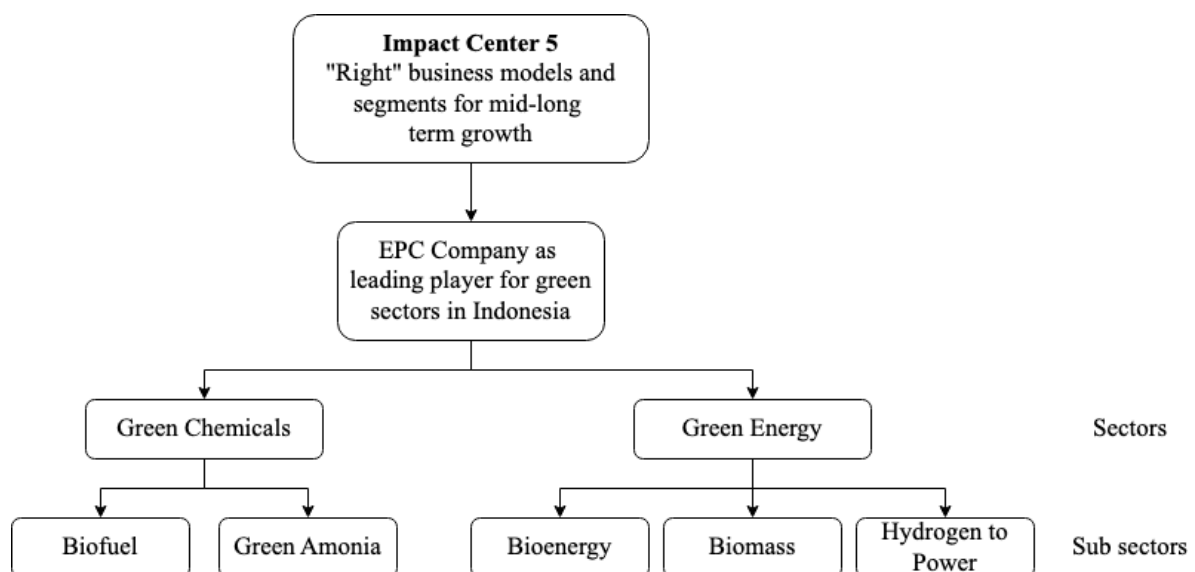 Impact Center 5
"Right" business models and
segments for mid-long
term growth
EPC Company as
leading player for green
sectors in Indonesia
Green Chemicals
Green Energy
Sectors
Biofuel
Green Amonia
Bioenergy
Biomass
Hydrogen to
Power
Sub sectors